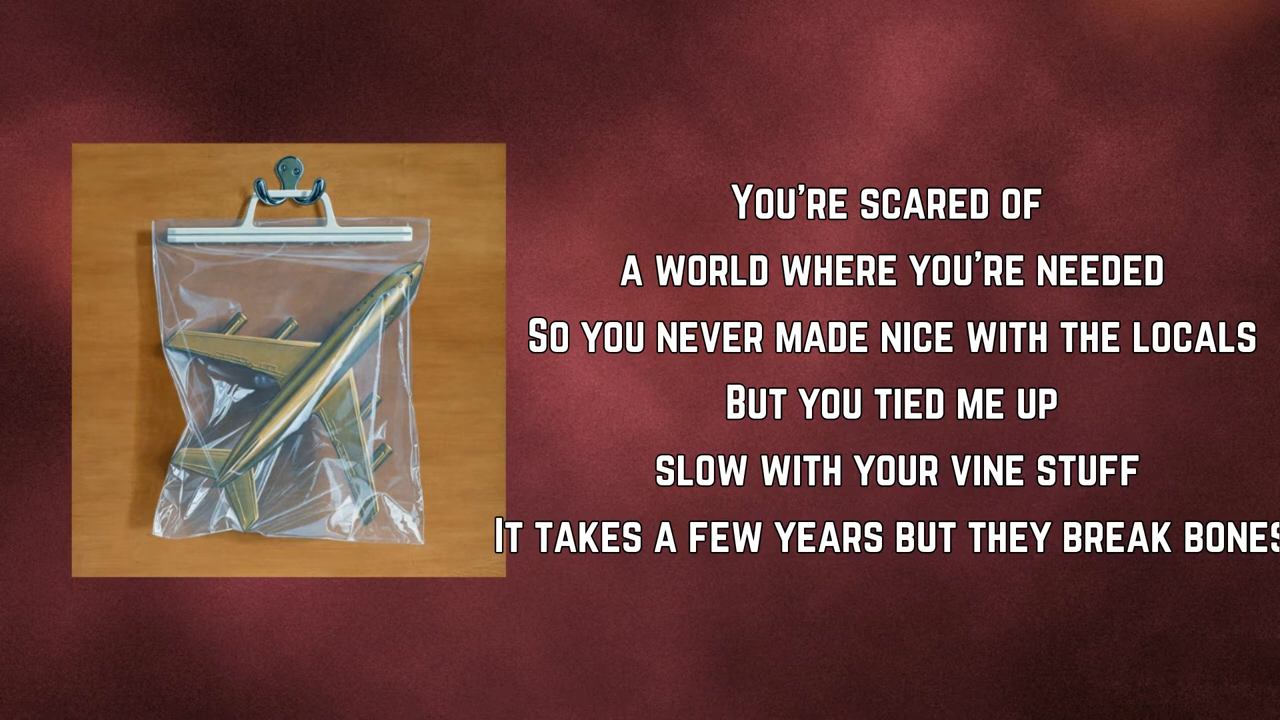 You're scared of
a world where you're needed
So you never made nice with the locals
But you tied me up
slow with your vine stuff
It takes a few years but they break bones